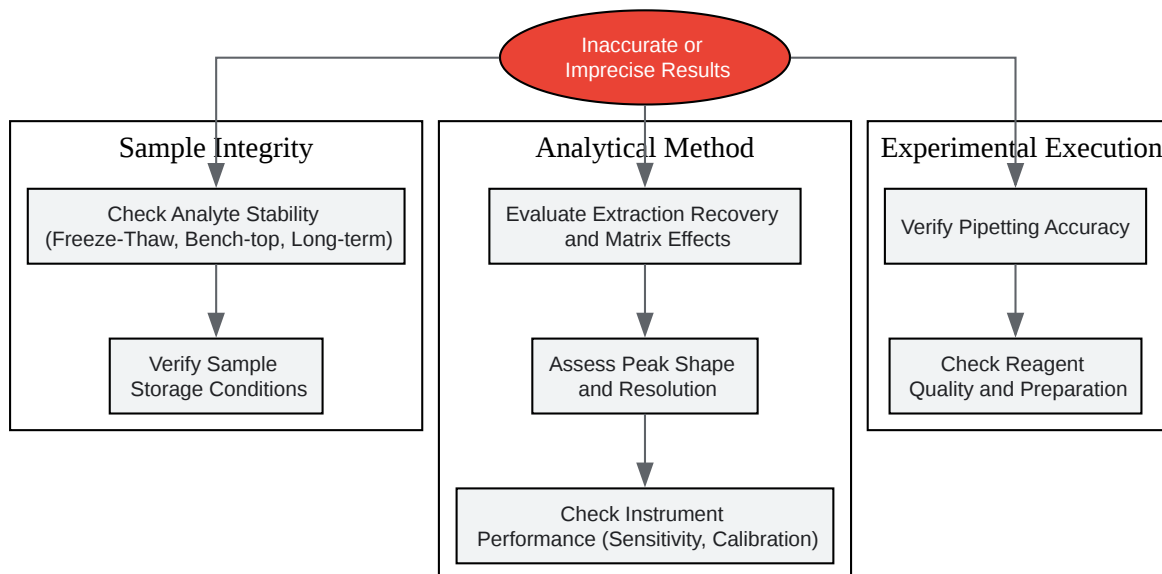 Inaccurate or
Imprecise Results
Sample Integrity
Check Analyte Stability
(Freeze-Thaw, Bench-top, Long-term)
Verify Sample
Storage Conditions
Analytical Method
Evaluate Extraction Recovery
and Matrix Effects
Assess Peak Shape
and Resolution
Check Instrument
Performance (Sensitivity, Calibration)
Experimental Execution
Verify Pipetting Accuracy
Check Reagent
Quality and Preparation